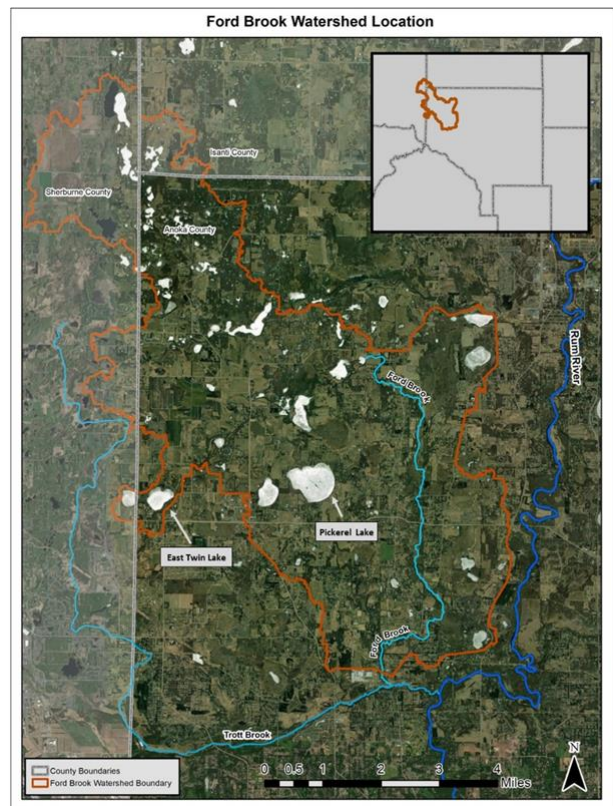 Ford Brook Watershed Location
Isanti County
Sherburne County
Anoka County
Rum River
Ford Brook
Pickerel Lake
East Twin Lake
Ford Brook
Trott Brook
County Boundaries
Ford Brook Watershed Boundary
0 0.5 1 2 3 4
Miles
N